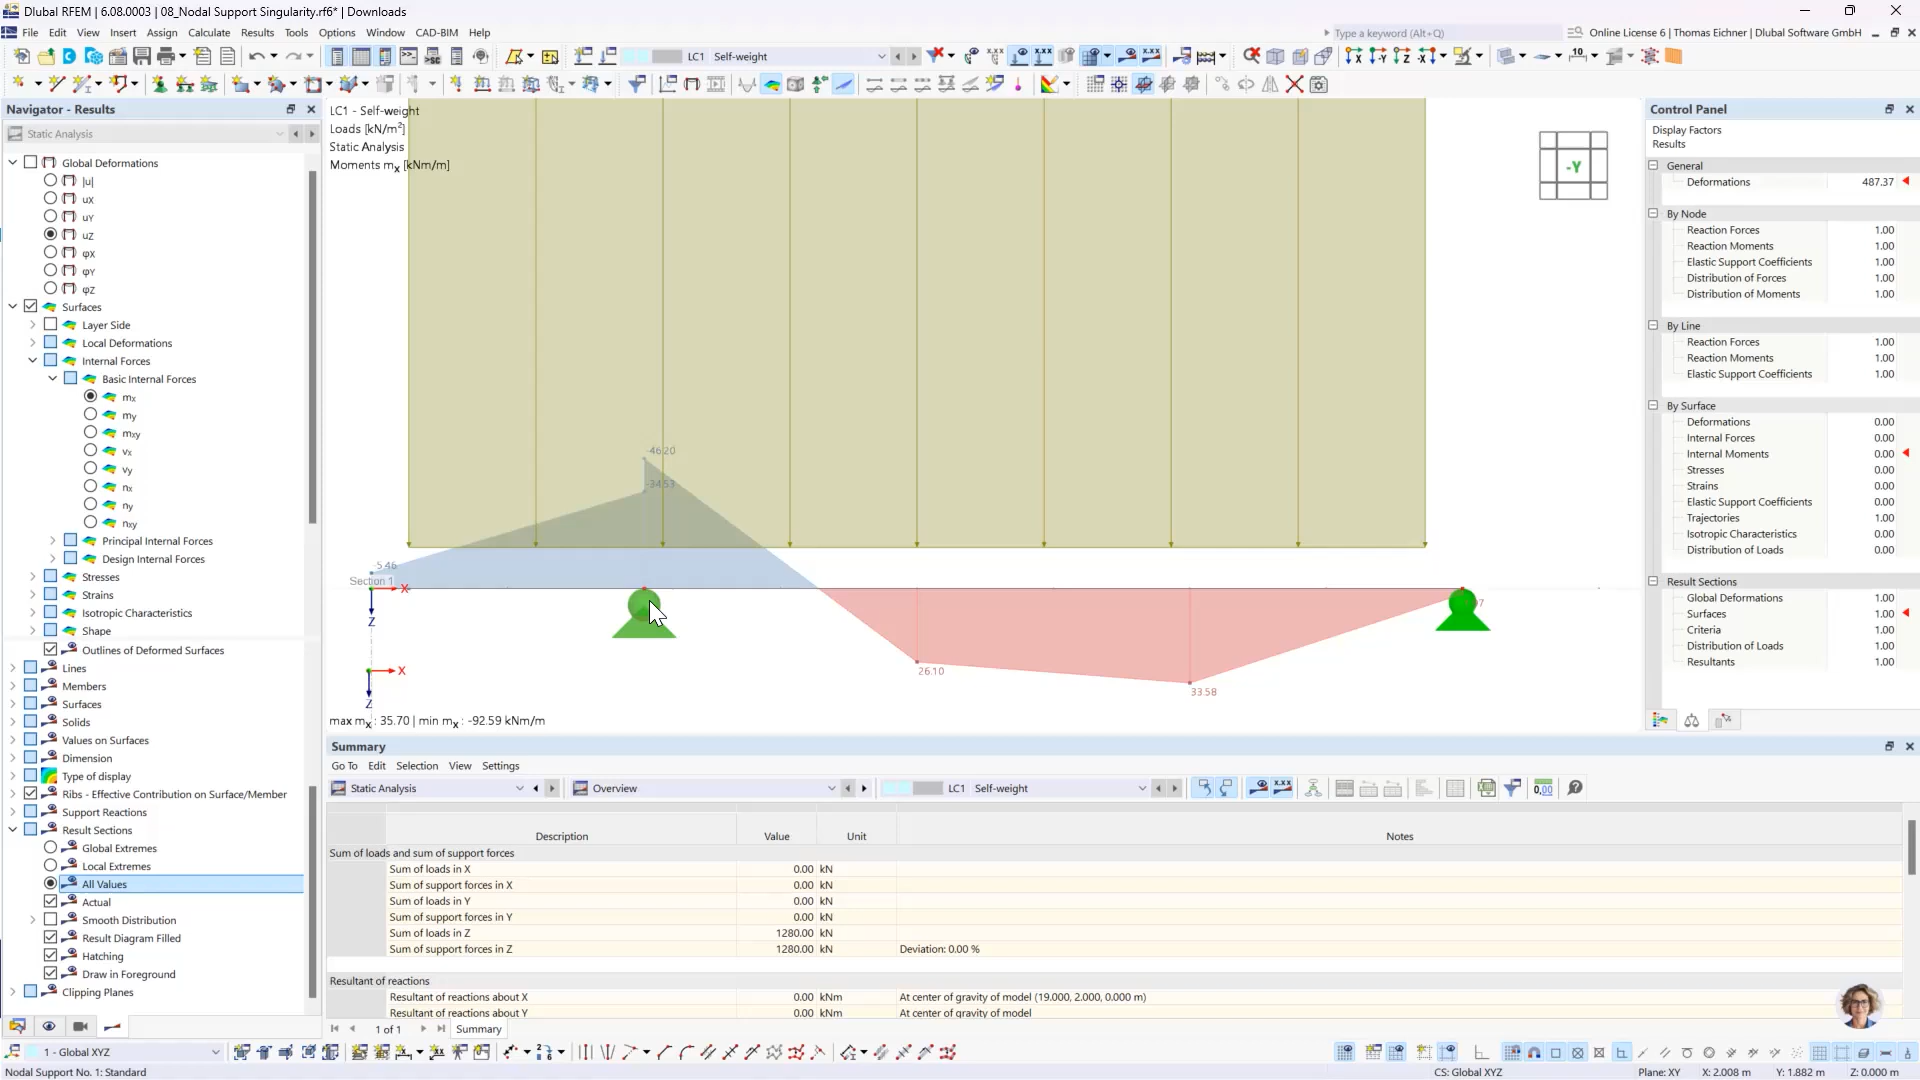 Dlubal RFEM | 6.08.0003 | 08_Nodal Support Singularity.rf6* | Downloads
File Edit View Insert Assign Calculate Results Tools Options Window CAD-BIM Help
Type a keyword (Alt+Q)
Online License 6 | Thomas Eichner | Dlubal Software GmbH
LC1 Self-weight
Navigator - Results
Static Analysis
Global Deformations
|u|
uX
uY
uZ
φX
φY
φZ
Surfaces
Layer Side
Local Deformations
Internal Forces
Basic Internal Forces
mx
my
mxy
vx
vy
nx
ny
nxy
Principal Internal Forces
Design Internal Forces
Stresses
Strains
Isotropic Characteristics
Shape
Outlines of Deformed Surfaces
Lines
Members
Surfaces
Solids
Values on Surfaces
Dimension
Type of display
Ribs - Effective Contribution on Surface/Member
Support Reactions
Result Sections
Global Extremes
Local Extremes
All Values
Actual
Smooth Distribution
Result Diagram Filled
Hatching
Draw in Foreground
Clipping Planes
LC1 - Self-weight
Loads [kN/m²]
Static Analysis
Moments mx [kNm/m]
-Y
-46.20
-34.53
-5.46
Section 1
X
Z
26.10
33.58
X
Z
max mx : 35.70 | min mx : -92.59 kNm/m
Control Panel
Display Factors
Results
General
Deformations 487.37
By Node
Reaction Forces 1.00
Reaction Moments 1.00
Elastic Support Coefficients 1.00
Distribution of Forces 1.00
Distribution of Moments 1.00
By Line
Reaction Forces 1.00
Reaction Moments 1.00
Elastic Support Coefficients 1.00
By Surface
Deformations 0.00
Internal Forces 0.00
Internal Moments 0.00
Stresses 0.00
Strains 0.00
Elastic Support Coefficients 0.00
Trajectories 1.00
Isotropic Characteristics 0.00
Distribution of Loads 0.00
Result Sections
Global Deformations 1.00
Surfaces 1.00
Criteria 1.00
Distribution of Loads 1.00
Resultants 1.00
Summary
Go To Edit Selection View Settings
Static Analysis Overview LC1 Self-weight
Description Value Unit Notes
Sum of loads and sum of support forces
Sum of loads in X 0.00 kN
Sum of support forces in X 0.00 kN
Sum of loads in Y 0.00 kN
Sum of support forces in Y 0.00 kN
Sum of loads in Z 1280.00 kN
Sum of support forces in Z 1280.00 kN Deviation: 0.00 %
Resultant of reactions
Resultant of reactions about X 0.00 kNm At center of gravity of model (19.000, 2.000, 0.000 m)
Resultant of reactions about Y 0.00 kNm At center of gravity of model
1 of 1 Summary
1 - Global XYZ
Nodal Support No. 1: Standard
CS: Global XYZ
Plane: XY
X: 2.008 m
Y: 1.882 m
Z: 0.000 m